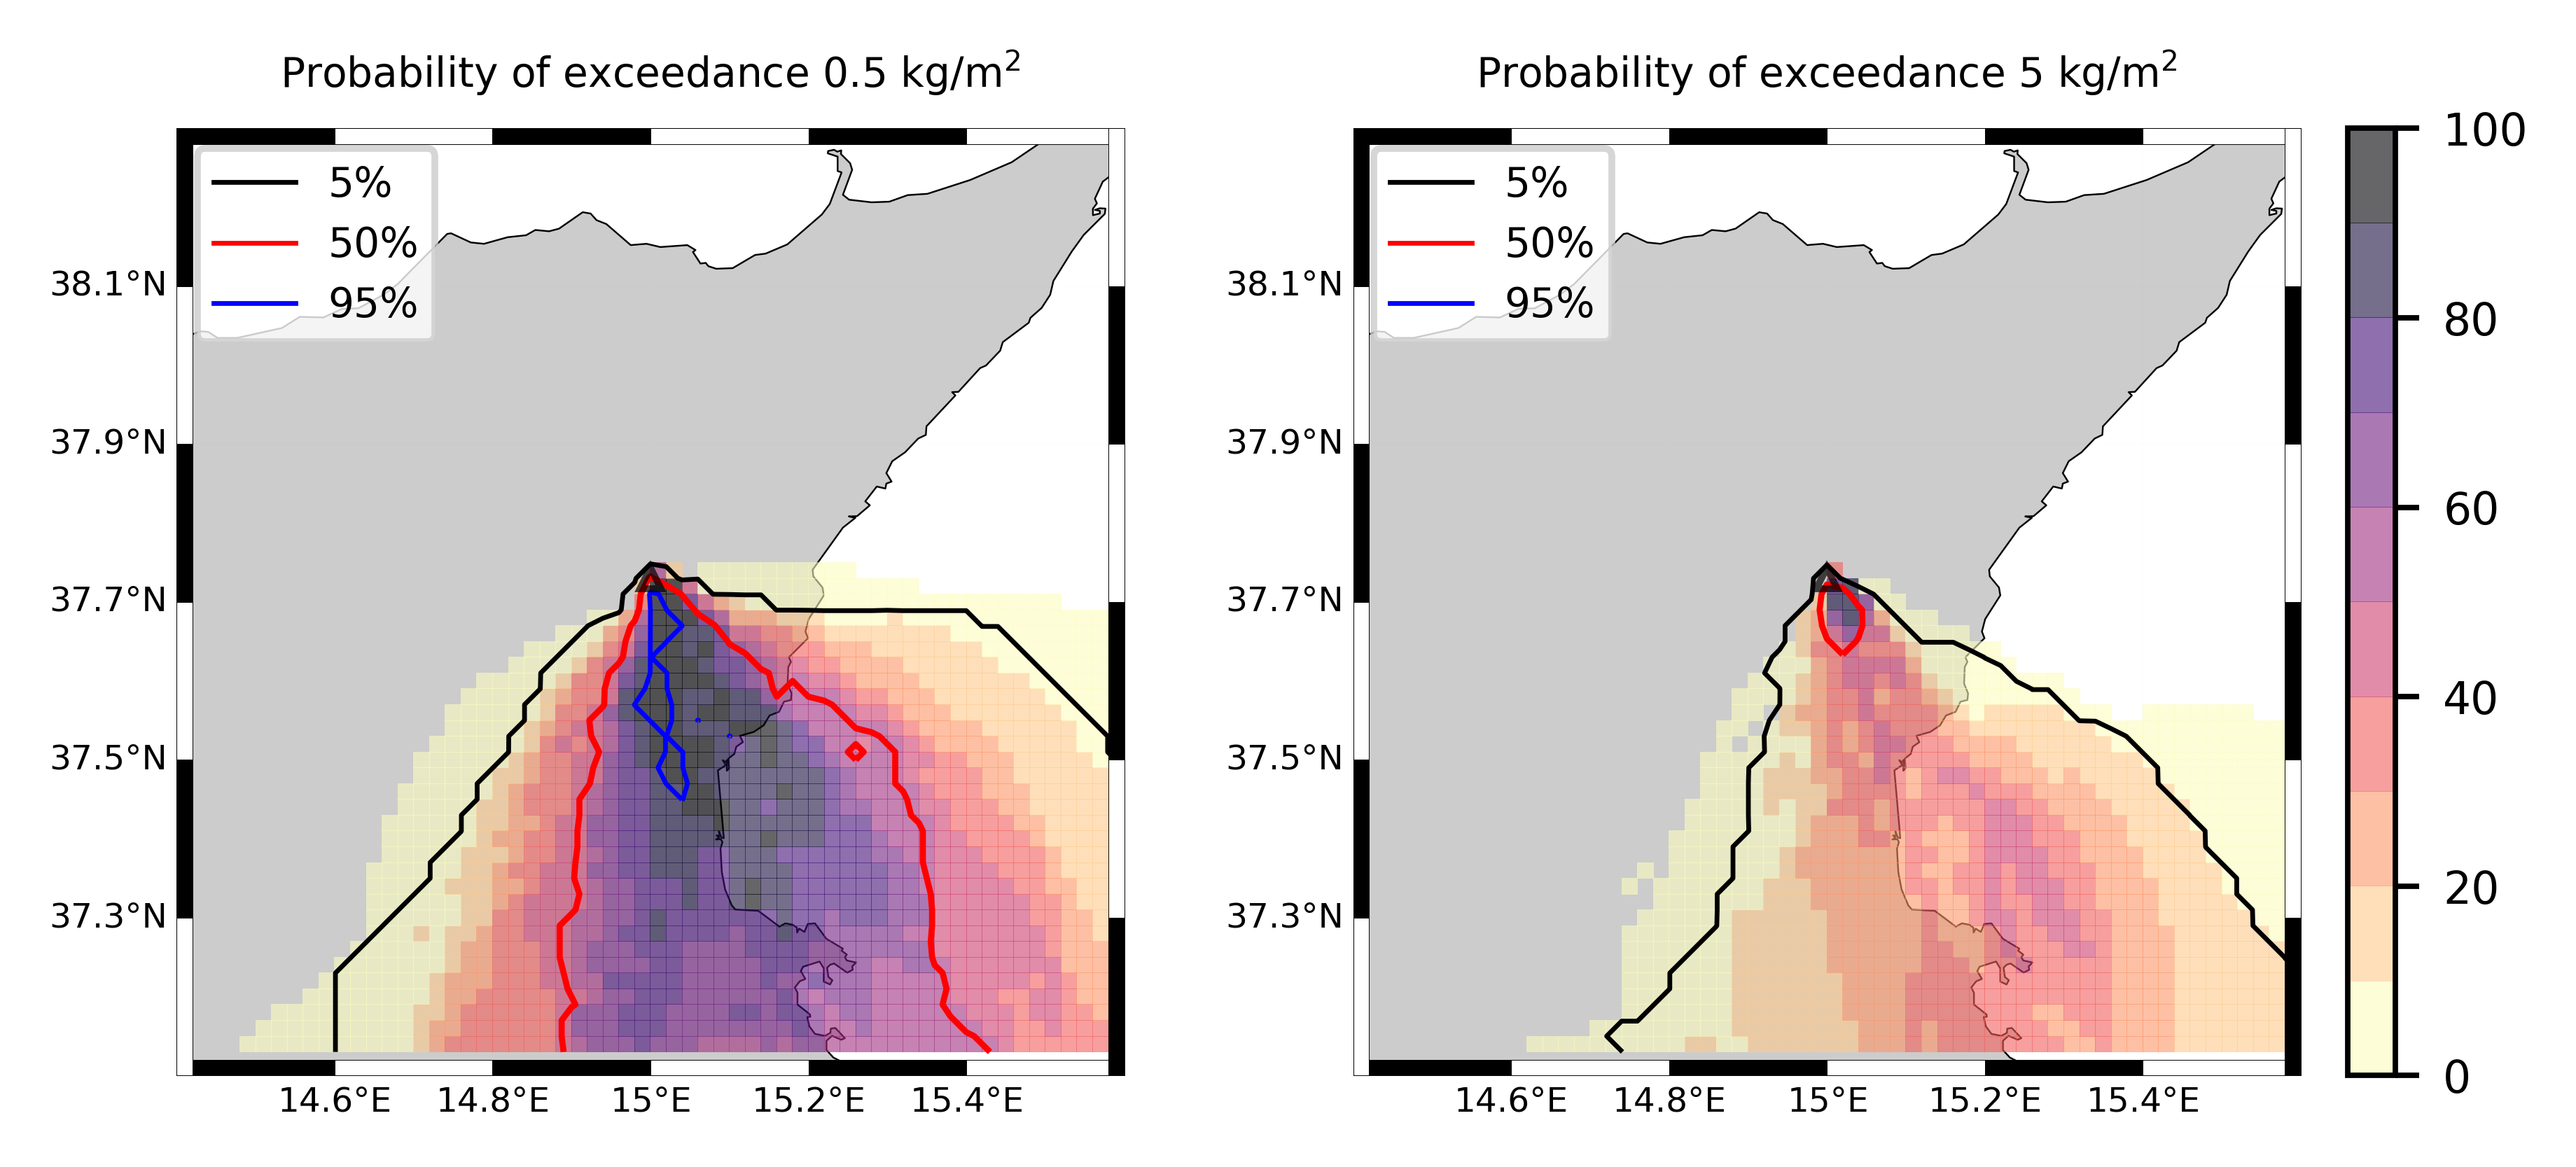 Probability of exceedance 0.5 kg/m²
5%
50%
95%
38.1°N
37.9°N
37.7°N
37.5°N
37.3°N
14.6°E
14.8°E
15°E
15.2°E
15.4°E
Probability of exceedance 5 kg/m²
5%
50%
95%
38.1°N
37.9°N
37.7°N
37.5°N
37.3°N
14.6°E
14.8°E
15°E
15.2°E
15.4°E
100
80
60
40
20
0